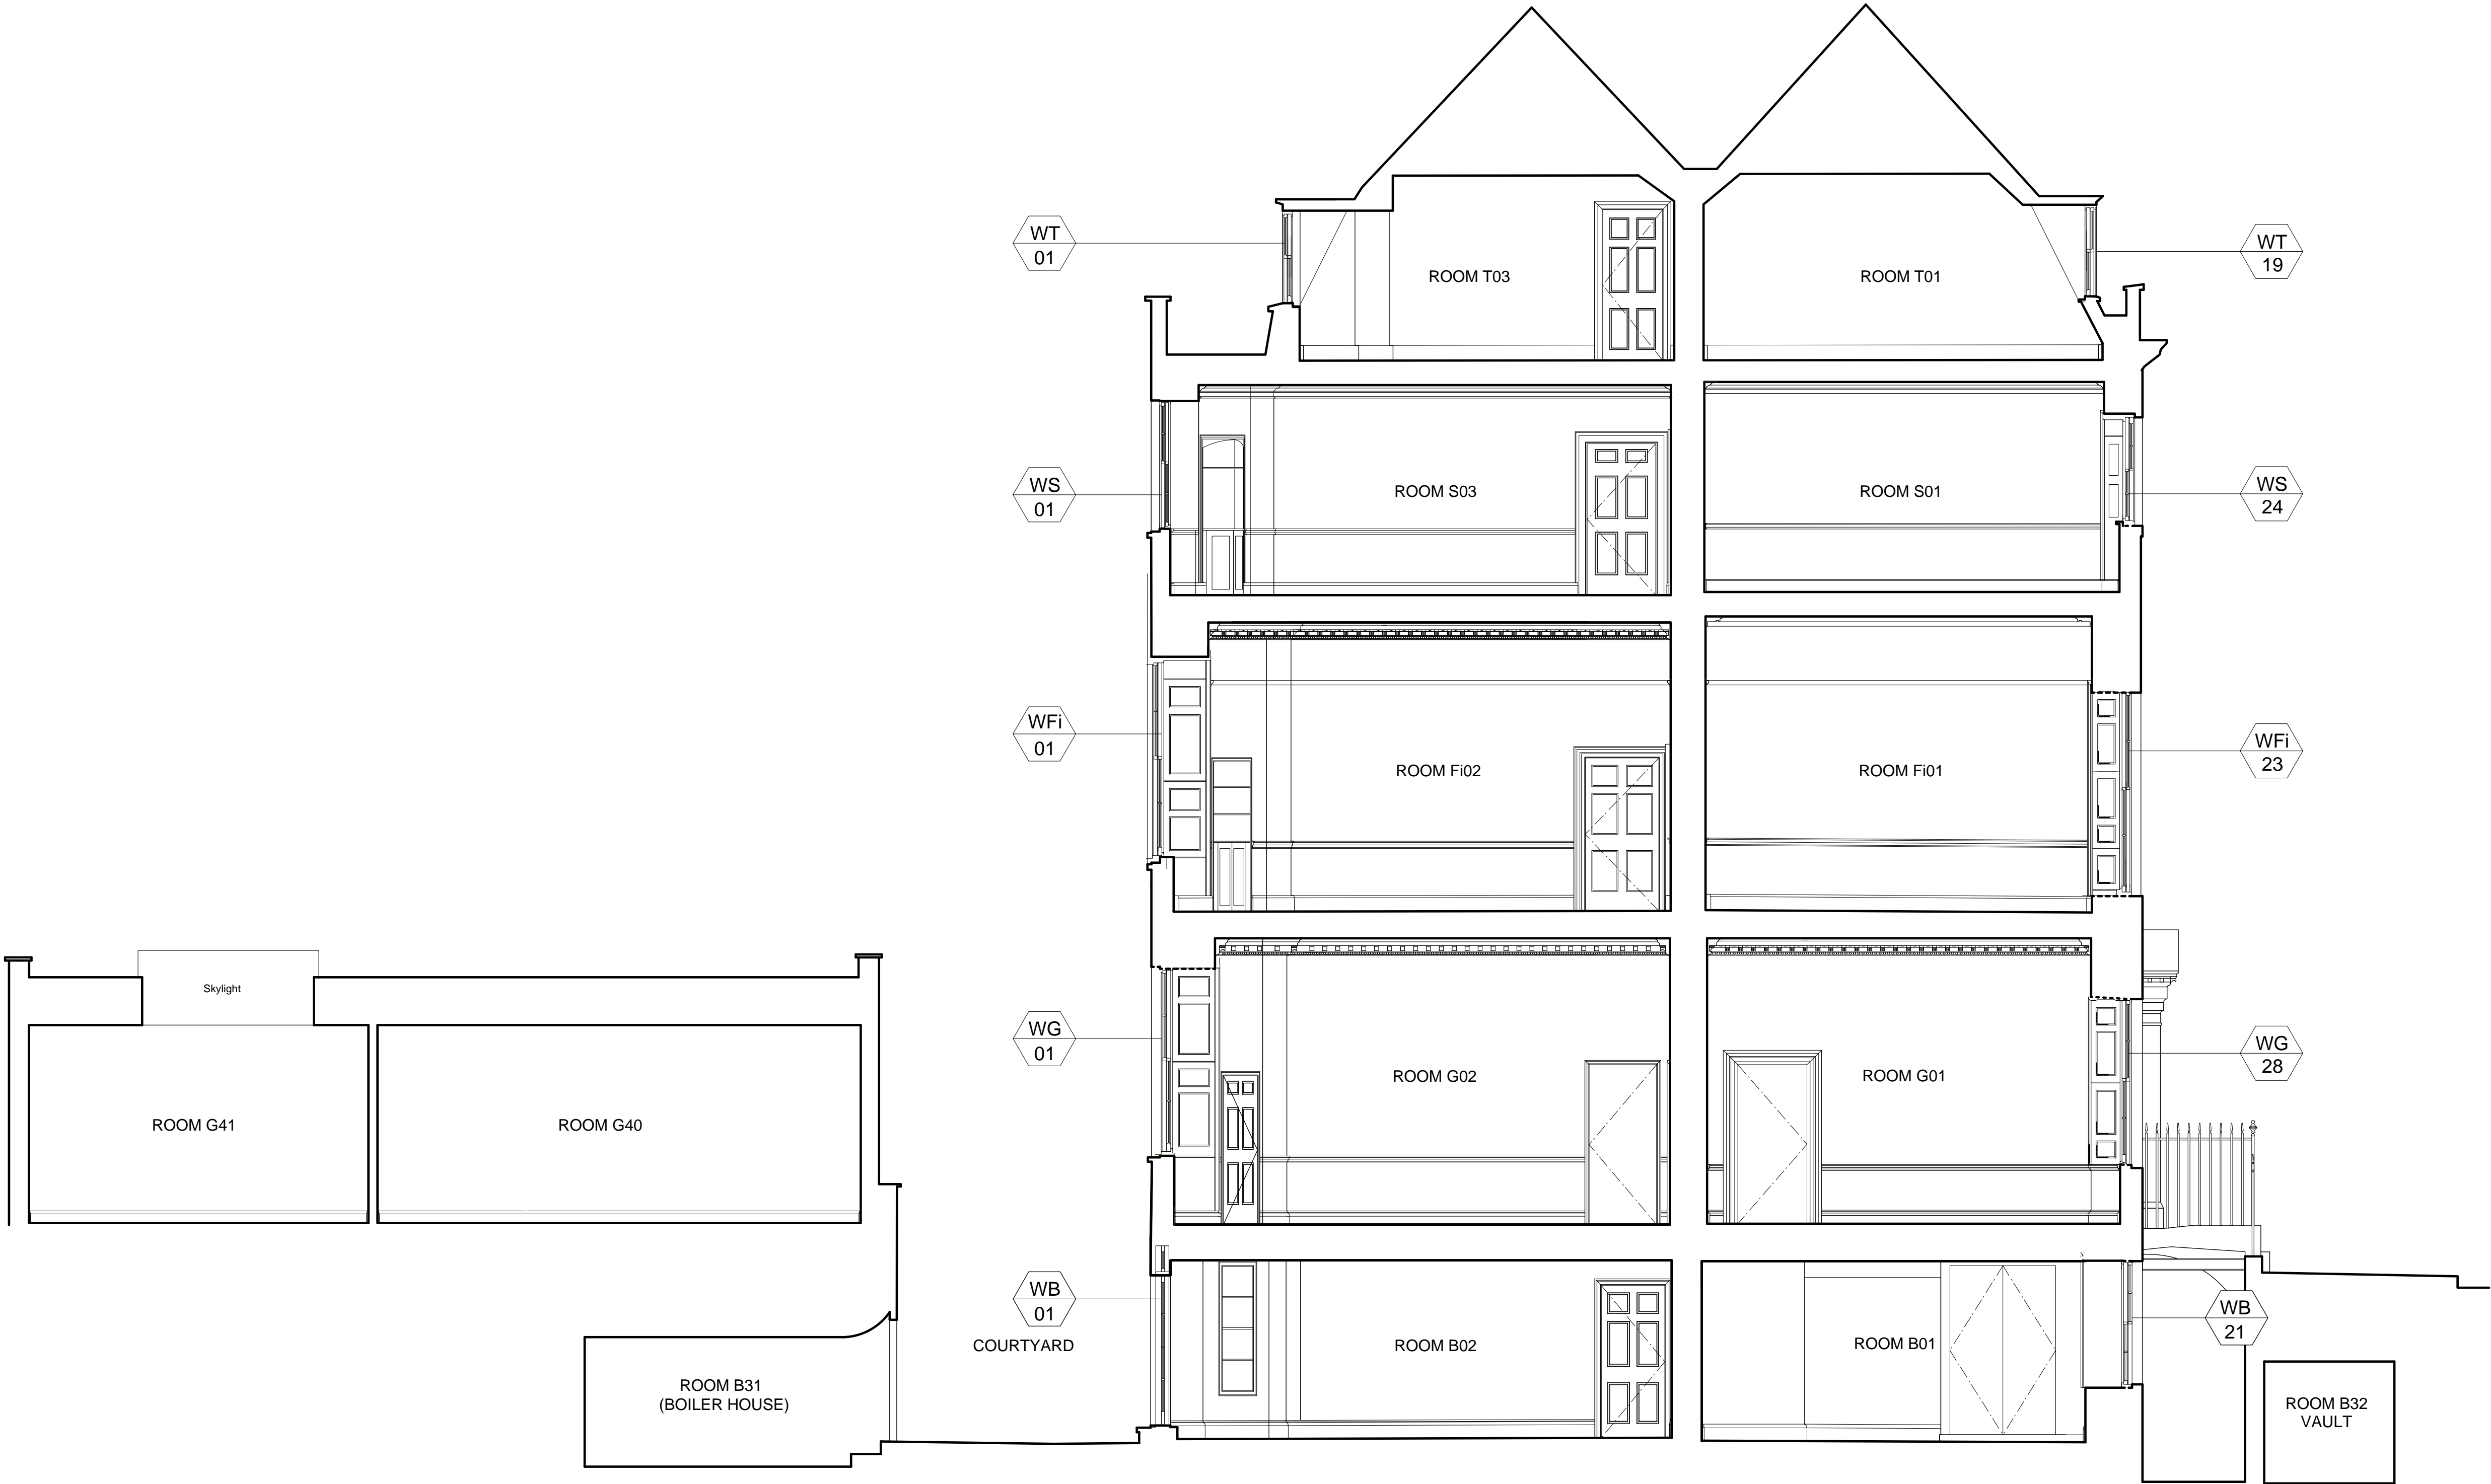 WT
01
ROOM T03
ROOM T01
WT
19
WS
01
ROOM S03
ROOM S01
WS
24
WFi
01
ROOM Fi02
ROOM Fi01
WFi
23
Skylight
WG
01
ROOM G02
ROOM G01
WG
28
ROOM G41
ROOM G40
WB
01
COURTYARD
ROOM B02
ROOM B01
WB
21
ROOM B31
(BOILER HOUSE)
ROOM B32
VAULT